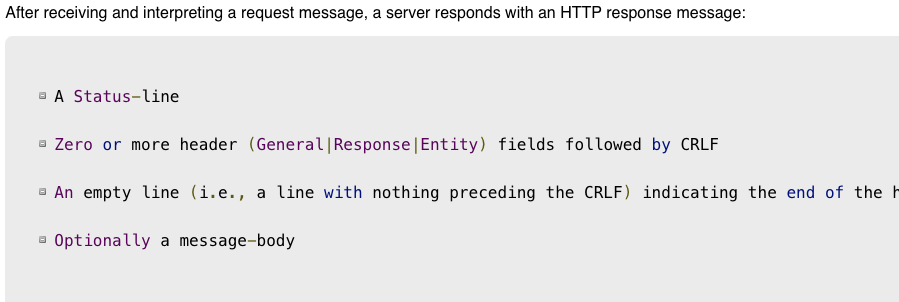 After receiving and interpreting a request message, a server responds with an HTTP response message:
A Status-line
Zero or more header (General|Response|Entity) fields followed by CRLF
An empty line (i.e., a line with nothing preceding the CRLF) indicating the end of the
Optionally a message-body